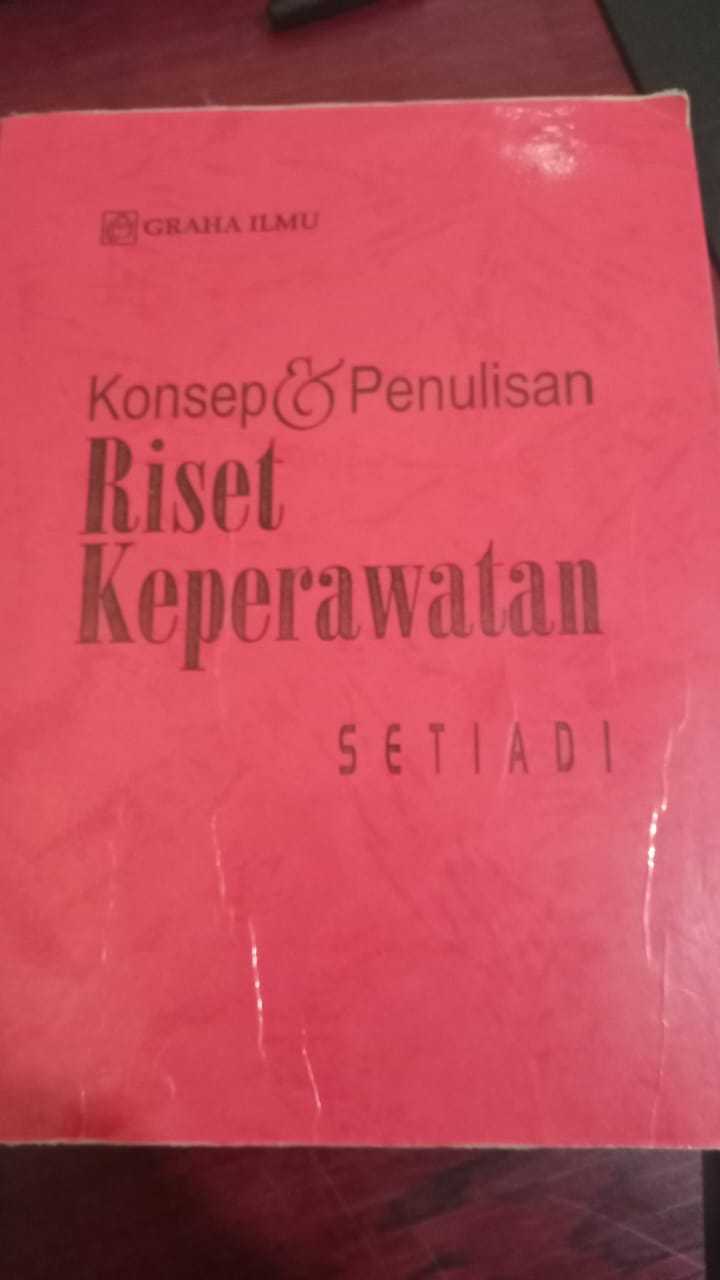 GRAHA ILMU
Konsep & Penulisan
Riset
Keperawatan
SETIADI